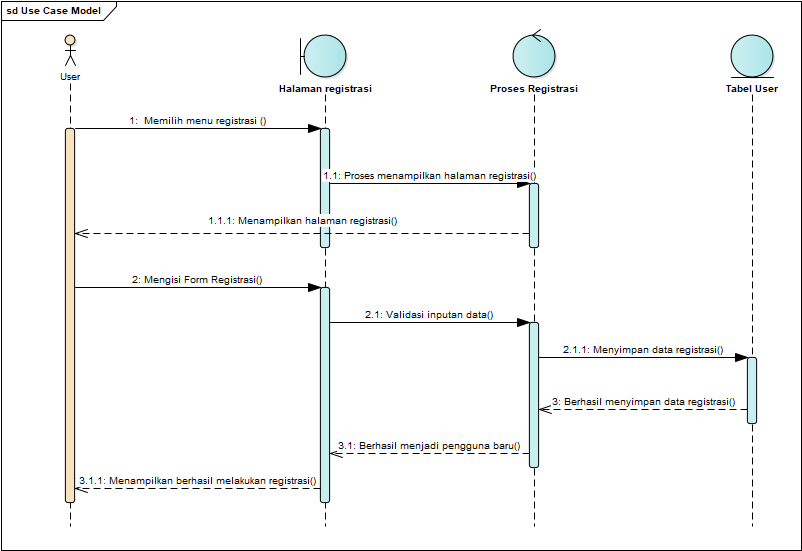 sd Use Case Model
User
Halaman registrasi
Proses Registrasi
Tabel User
1:  Memilih menu registrasi ()
1.1: Proses menampilkan halaman registrasi()
1.1.1: Menampilkan halaman registrasi()
2: Mengisi Form Registrasi()
2.1: Validasi inputan data()
2.1.1: Menyimpan data registrasi()
3: Berhasil menyimpan data registrasi()
3.1: Berhasil menjadi pengguna baru()
3.1.1: Menampilkan berhasil melakukan registrasi()